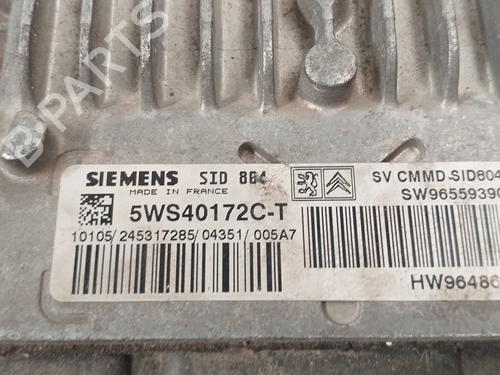 SIEMENS SID 804
MADE IN FRANCE
5WS40172C-T
10105/245317285/04351/005A7
SV CMMD SID804
SW96559390
HW96486
B-PARTS